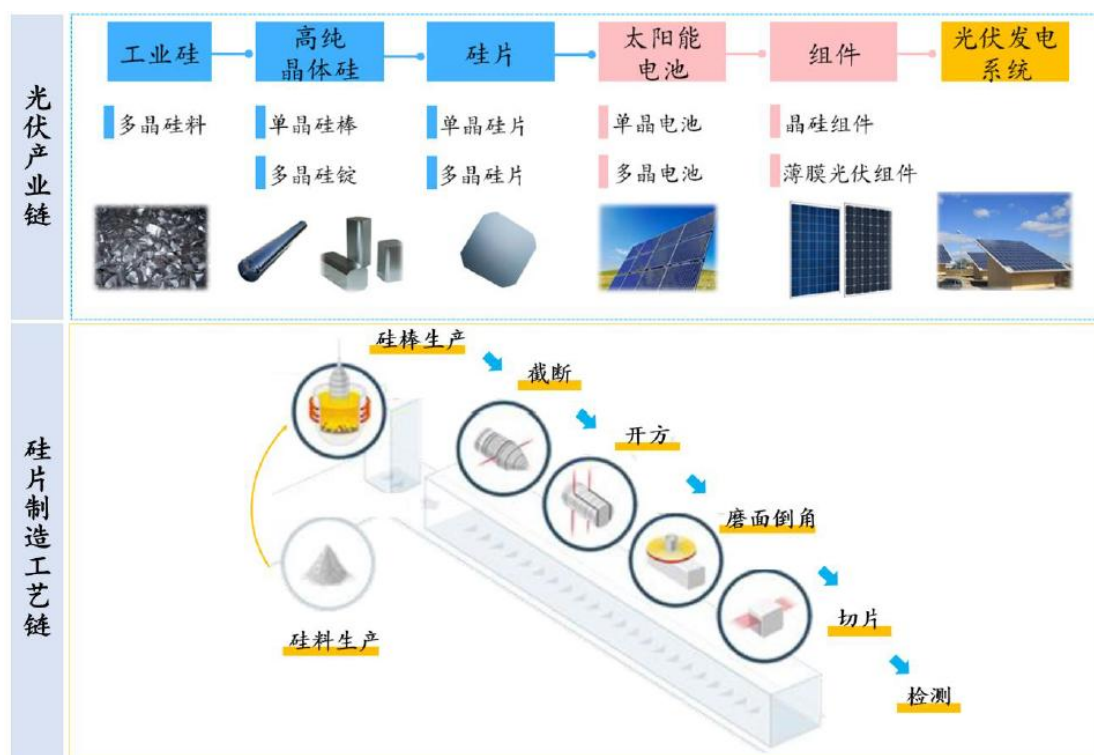 光伏产业链
工业硅
高纯
晶体硅
硅片
太阳能
电池
组件
光伏发电
系统
多晶硅料
单晶硅棒
单晶硅片
单晶电池
晶硅组件
多晶硅锭
多晶硅片
多晶电池
薄膜光伏组件
硅片制造工艺链
硅棒生产
截断
开方
磨面倒角
切片
检测
硅料生产